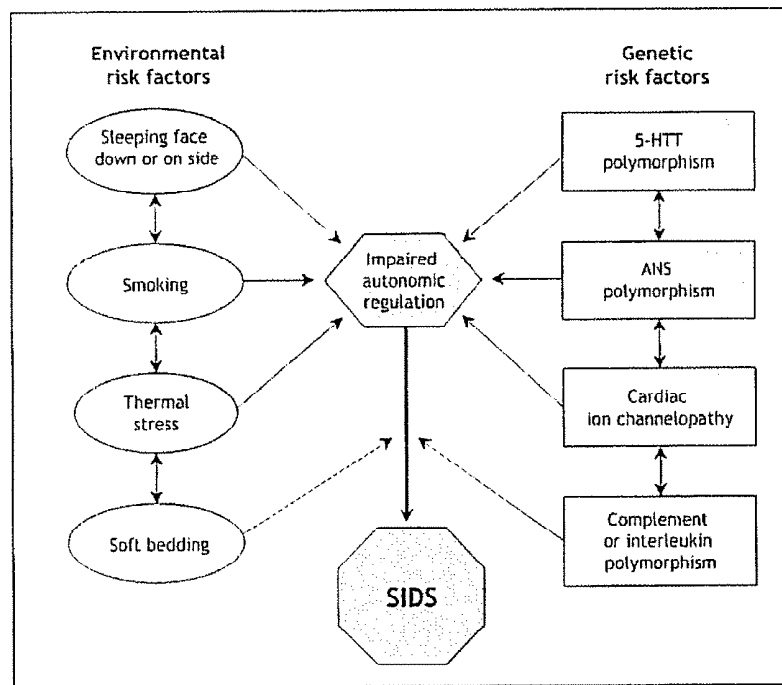 Environmental
risk factors
Genetic
risk factors
Sleeping face
down or on side
5-HTT
polymorphism
Smoking
Impaired
autonomic
regulation
ANS
polymorphism
Thermal
stress
Cardiac
ion channelopathy
Soft bedding
Complement
or interleukin
polymorphism
SIDS